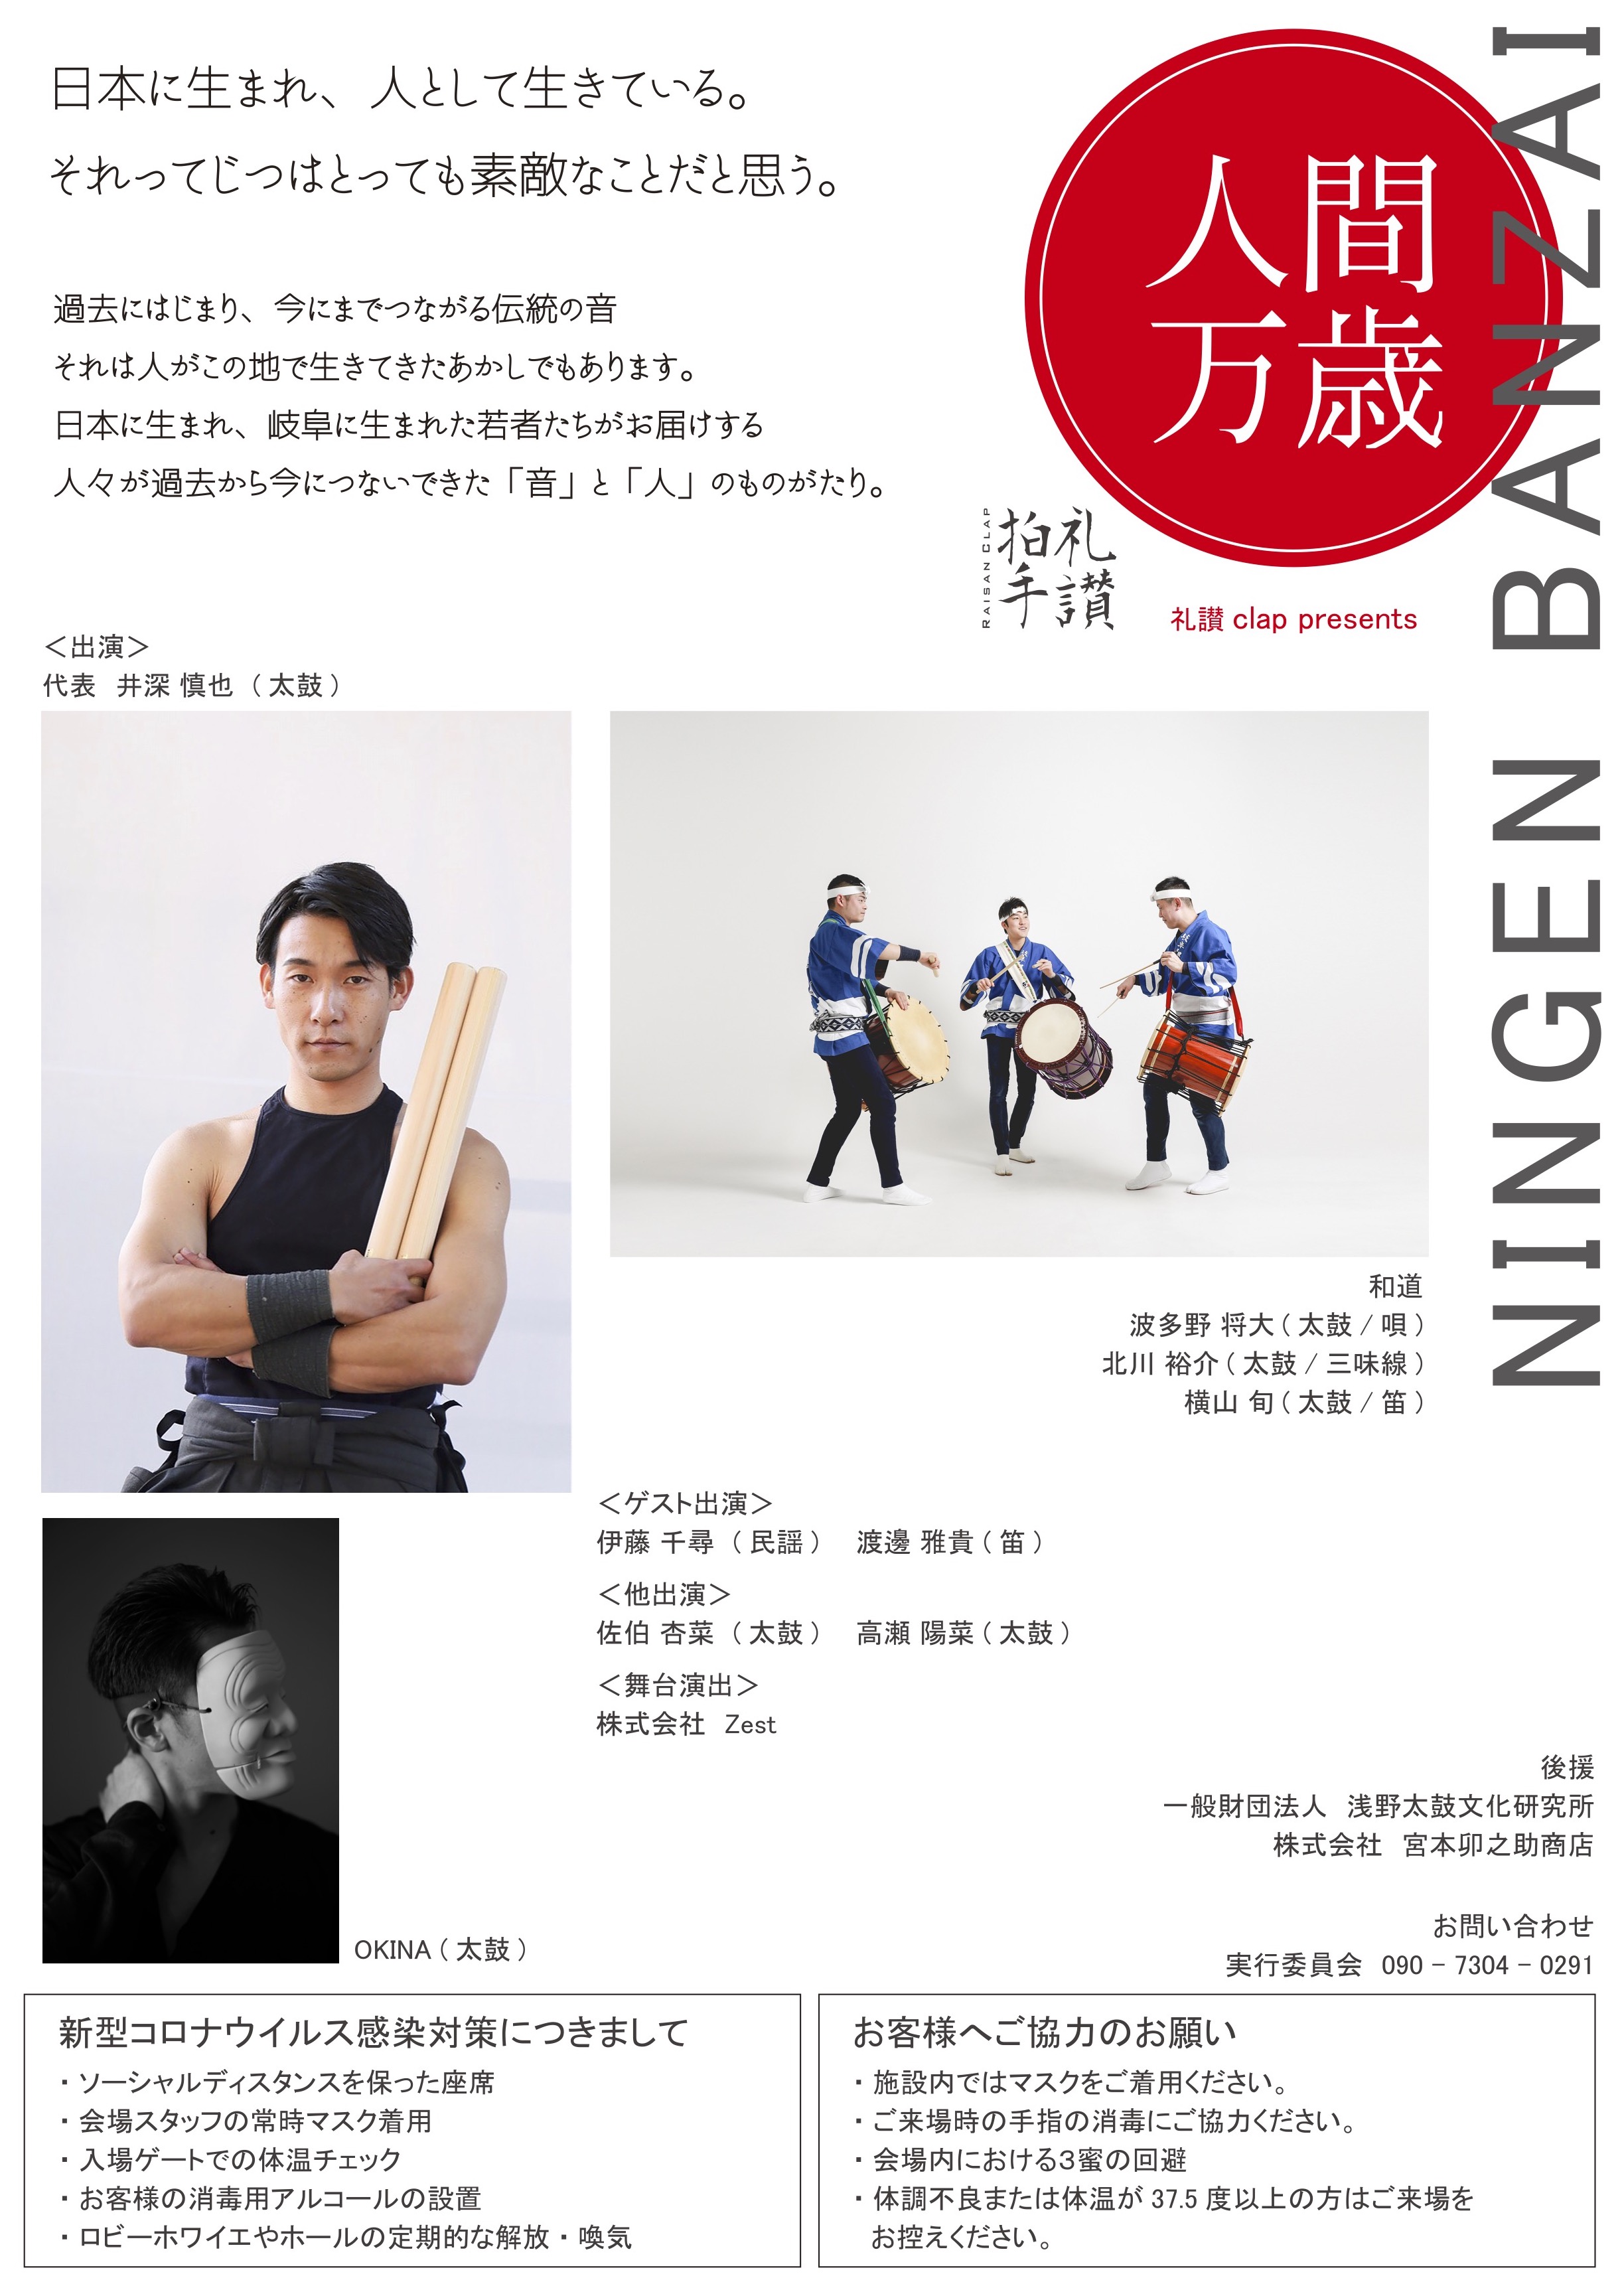 日本に生まれ、人として生きている。
それってじつはとっても素敵なことだと思う。
過去にはじまり、今にまでつながる伝統の音
それは人がこの地で生きてきたあかしでもあります。
日本に生まれ、岐阜に生まれた若者たちがお届けする
人々が過去から今につないできた「音」と「人」のものがたり。
人間
万歳
NINGEN BANZAI
礼讃
拍手
RAISAN CLAP
礼讃 clap presents
＜出演＞
代表　井深 慎也 （ 太鼓 ）
和道
波多野 将大 ( 太鼓 / 唄 )
北川 裕介 ( 太鼓 / 三味線 )
横山 旬 ( 太鼓 / 笛 )
＜ゲスト出演＞
伊藤 千尋 （ 民謡 ）　渡邊 雅貴 ( 笛 )
＜他出演＞
佐伯 杏菜 （ 太鼓 ）　高瀬 陽菜 ( 太鼓 )
＜舞台演出＞
株式会社　Zest
OKINA ( 太鼓 )
後援
一般財団法人　浅野太鼓文化研究所
株式会社　宮本卯之助商店
お問い合わせ
実行委員会　090 − 7304 − 0291
新型コロナウイルス感染対策につきまして
・ソーシャルディスタンスを保った座席
・会場スタッフの常時マスク着用
・入場ゲートでの体温チェック
・お客様の消毒用アルコールの設置
・ロビーホワイエやホールの定期的な解放・喚気
お客様へご協力のお願い
・施設内ではマスクをご着用ください。
・ご来場時の手指の消毒にご協力ください。
・会場内における３蜜の回避
・体調不良または体温が 37.5 度以上の方はご来場を
お控えください。